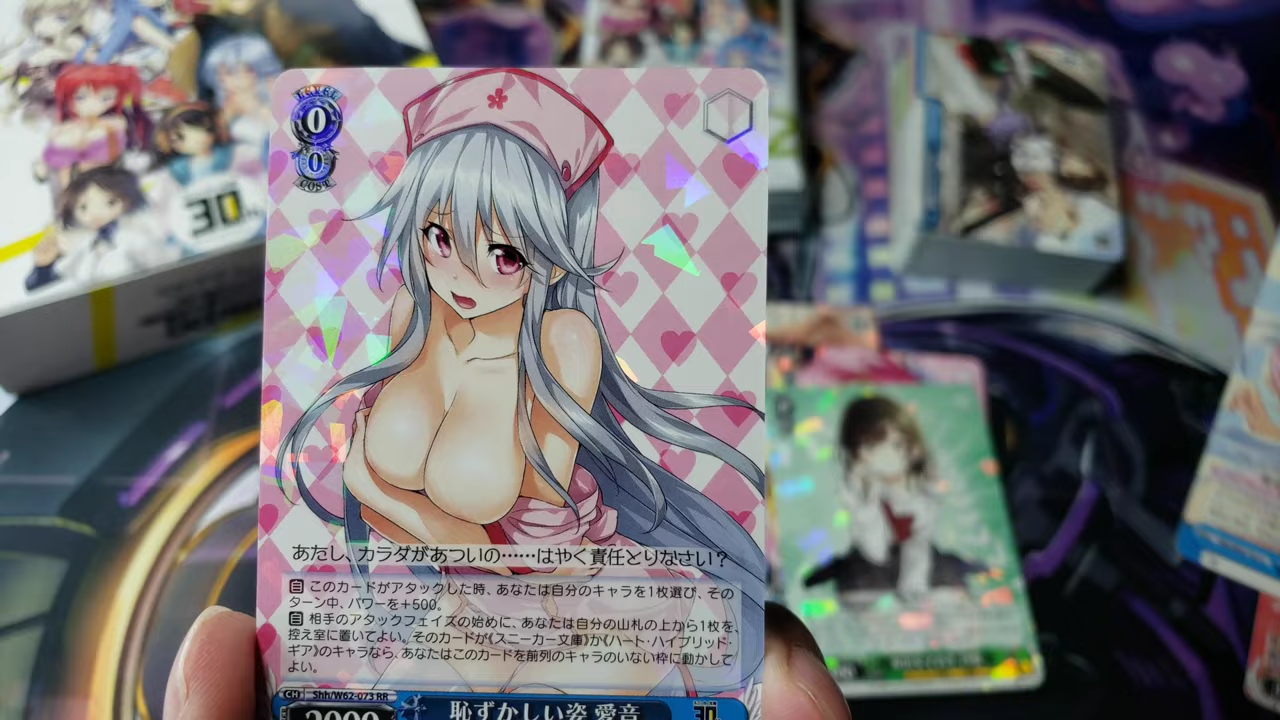 LEVEL
0
0
COST
30
あたし、カラダがあついの……はやく責任とりなさい？
このカードがアタックした時、あなたは自分のキャラを1枚選び、その
ターン中、パワーを＋500。
相手のアタックフェイズの始めに、あなたは自分の山札の上から1枚を、
控え室に置いてよい。そのカードが《スニーカー文庫》か《ハート・ハイブリッド・
ギア》のキャラなら、あなたはこのカードを前列のキャラのいない枠に動かして
よい。
CH Shh/W62-073 RR
恥ずかしい姿 愛音
30